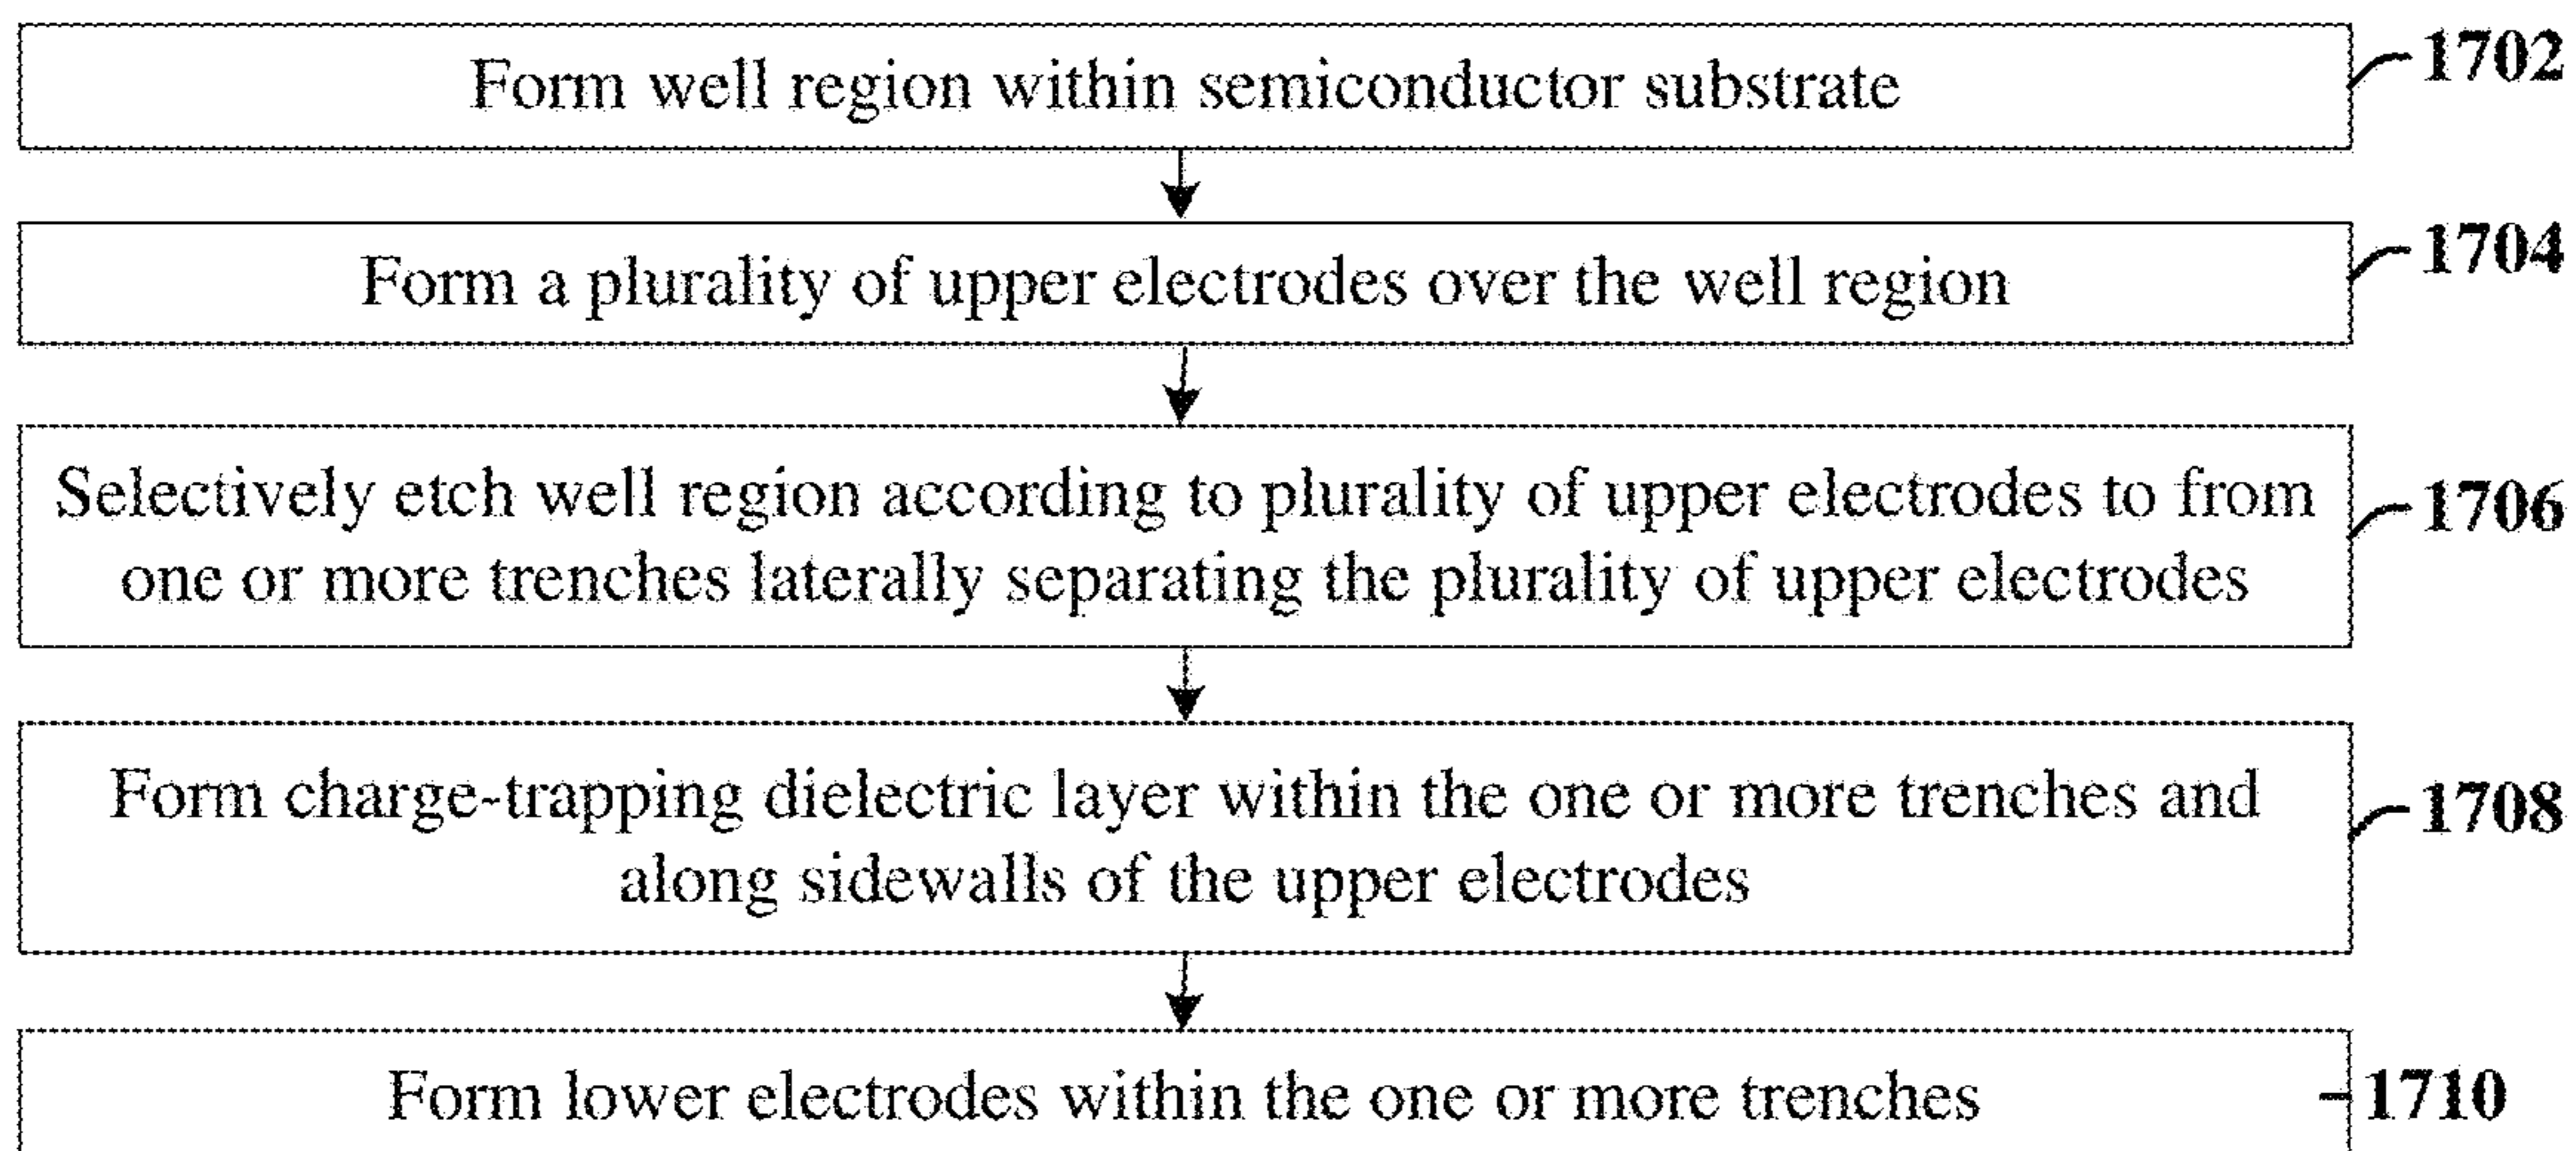 Form well region within semiconductor substrate
1702
Form a plurality of upper electrodes over the well region
1704
Selectively etch well region according to plurality of upper electrodes to from
one or more trenches laterally separating the plurality of upper electrodes
1706
Form charge-trapping dielectric layer within the one or more trenches and
along sidewalls of the upper electrodes
1708
Form lower electrodes within the one or more trenches
1710